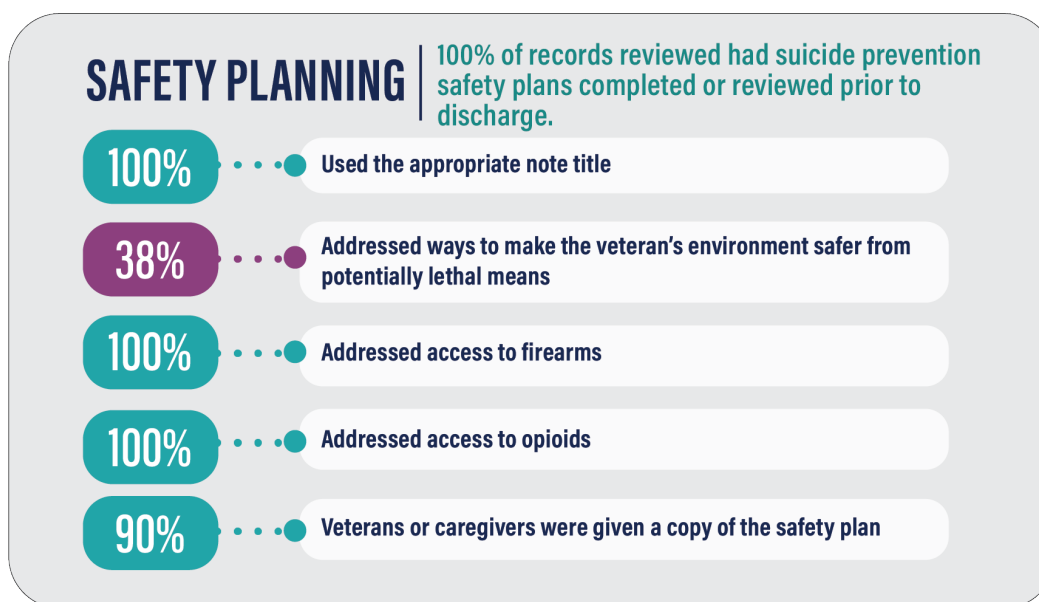 SAFETY PLANNING
100% of records reviewed had suicide prevention
safety plans completed or reviewed prior to
discharge.
100%
Used the appropriate note title
38%
Addressed ways to make the veteran’s environment safer from
potentially lethal means
100%
Addressed access to firearms
100%
Addressed access to opioids
90%
Veterans or caregivers were given a copy of the safety plan